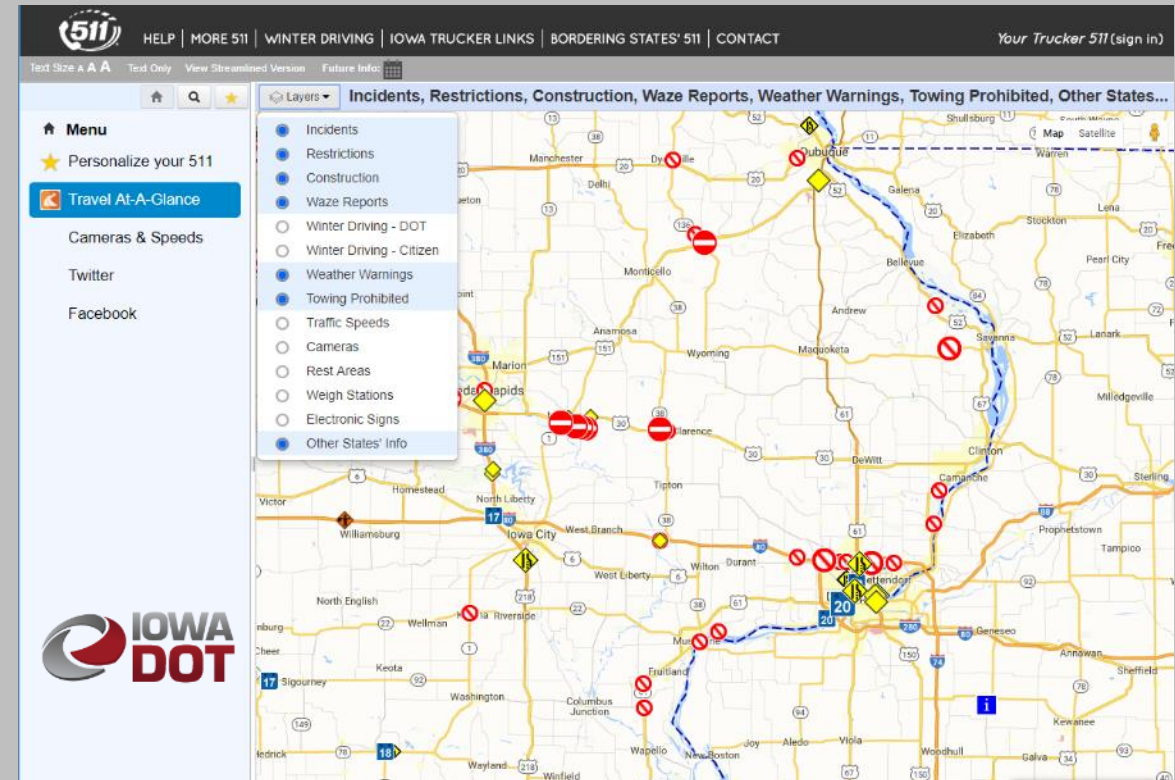 511
HELP | MORE 511 | WINTER DRIVING | IOWA TRUCKER LINKS | BORDERING STATES' 511 | CONTACT
Your Trucker 511 (sign in)
Text Size A A A Text Only View Streamlined Version Future Info:
Layers
Incidents, Restrictions, Construction, Waze Reports, Weather Warnings, Towing Prohibited, Other States...
Menu
Personalize your 511
Travel At-A-Glance
Cameras & Speeds
Twitter
Facebook
IOWA
DOT
Incidents
Restrictions
Construction
Waze Reports
Winter Driving - DOT
Winter Driving - Citizen
Weather Warnings
Towing Prohibited
Traffic Speeds
Cameras
Rest Areas
Weigh Stations
Electronic Signs
Other States' Info
Map Satellite
Shullsburg
Warren
Manchester
Dubuque
Delhi
Galena
Lena
Stockton
Elizabeth
Pearl City
Bellevue
Monticello
Andrew
Savanna
Lanark
Anamosa
Wyoming
Maquoketa
Marion
Milledgeville
Clarence
DeWitt
Clinton
Camanche
Sterling
Tipton
Homestead
North Liberty
Victor
17
Williamsburg
Iowa City
West Branch
Prophetstown
Tampico
Wilton
Durant
West Liberty
North English
Riverside
Wellman
20
20
Geneseo
Annawan
Keota
Fruitland
Sheffield
17
Sigourney
Washington
Columbus
Junction
i
Kewanee
Hedrick
18
Wapello
New Boston
Joy
Aledo
Viola
Woodhull
Galva
Wayland
Winfield